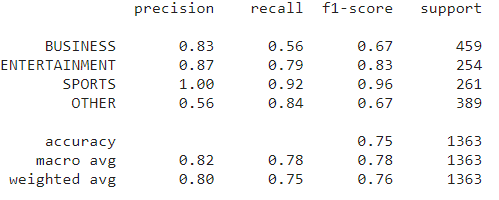 precision recall f1-score support
BUSINESS 0.83 0.56 0.67 459
ENTERTAINMENT 0.87 0.79 0.83 254
SPORTS 1.00 0.92 0.96 261
OTHER 0.56 0.84 0.67 389
accuracy 0.75 1363
macro avg 0.82 0.78 0.78 1363
weighted avg 0.80 0.75 0.76 1363